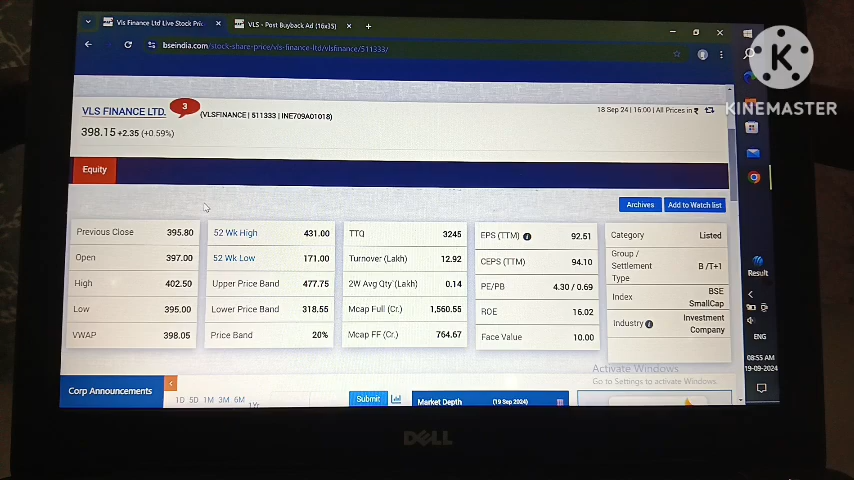 Vls Finance Ltd Live Stock Pric
VLS - Post Buyback Ad (16x35)
bseindia.com/stock-share-price/vls-finance-ltd/vlsfinance/511333/
K
KINEMASTER
VLS FINANCE LTD.
3
(VLSFINANCE | 511333 | INE709A01018)
18 Sep 24 | 16:00 | All Prices in ₹
398.15 +2.35 (+0.59%)
Equity
Archives
Add to Watch list
Previous Close 395.80
Open 397.00
High 402.50
Low 395.00
VWAP 398.05
52 Wk High 431.00
52 Wk Low 171.00
Upper Price Band 477.75
Lower Price Band 318.55
Price Band 20%
TTQ 3245
Turnover (Lakh) 12.92
2W Avg Qty (Lakh) 0.14
Mcap Full (Cr.) 1,560.55
Mcap FF (Cr.) 764.67
EPS (TTM) 92.51
CEPS (TTM) 94.10
PE/PB 4.30 / 0.69
ROE 16.02
Face Value 10.00
Category Listed
Group / Settlement Type B /T+1
Index BSE SmallCap
Industry Investment Company
Result
ENG
08:55 AM
19-09-2024
Activate Windows
Go to Settings to activate Windows.
Corp Announcements
1D 5D 1M 3M 6M
1Yr
Submit
Market Depth (19 Sep 2024)
DELL